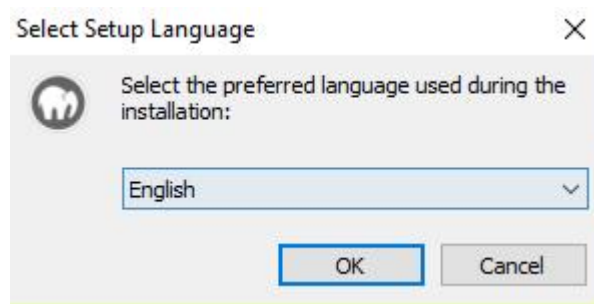 Select Setup Language
Select the preferred language used during the
installation:
English
OK
Cancel